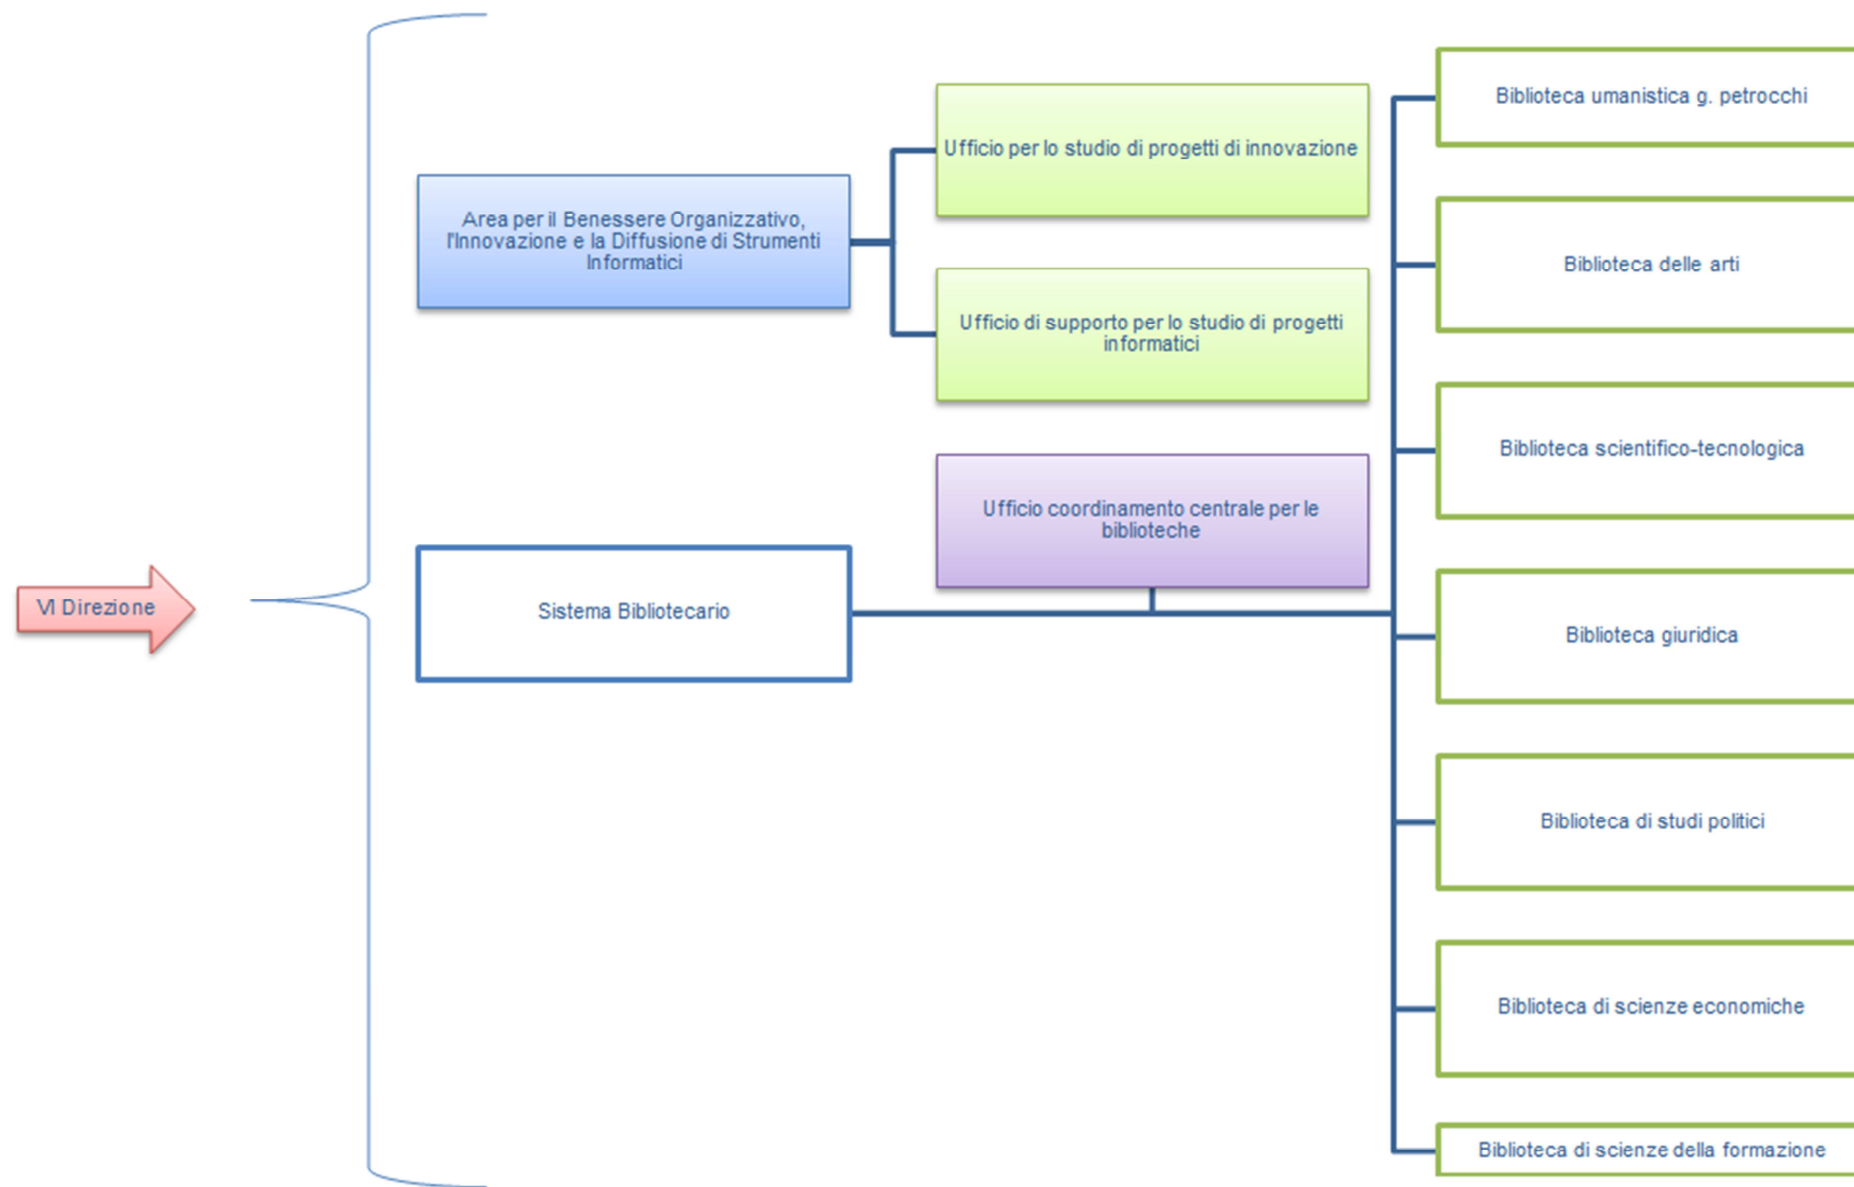 VI Direzione
Area per il Benessere Organizzativo,
l'Innovazione e la Diffusione di Strumenti
Informatici
Ufficio per lo studio di progetti di innovazione
Ufficio di supporto per lo studio di progetti
informatici
Sistema Bibliotecario
Ufficio coordinamento centrale per le
biblioteche
Biblioteca umanistica g. petrocchi
Biblioteca delle arti
Biblioteca scientifico-tecnologica
Biblioteca giuridica
Biblioteca di studi politici
Biblioteca di scienze economiche
Biblioteca di scienze della formazione